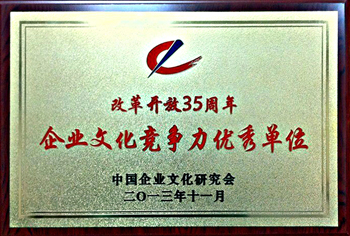 改革开放35周年
企业文化竞争力优秀单位
中国企业文化研究会
二〇一三年十一月